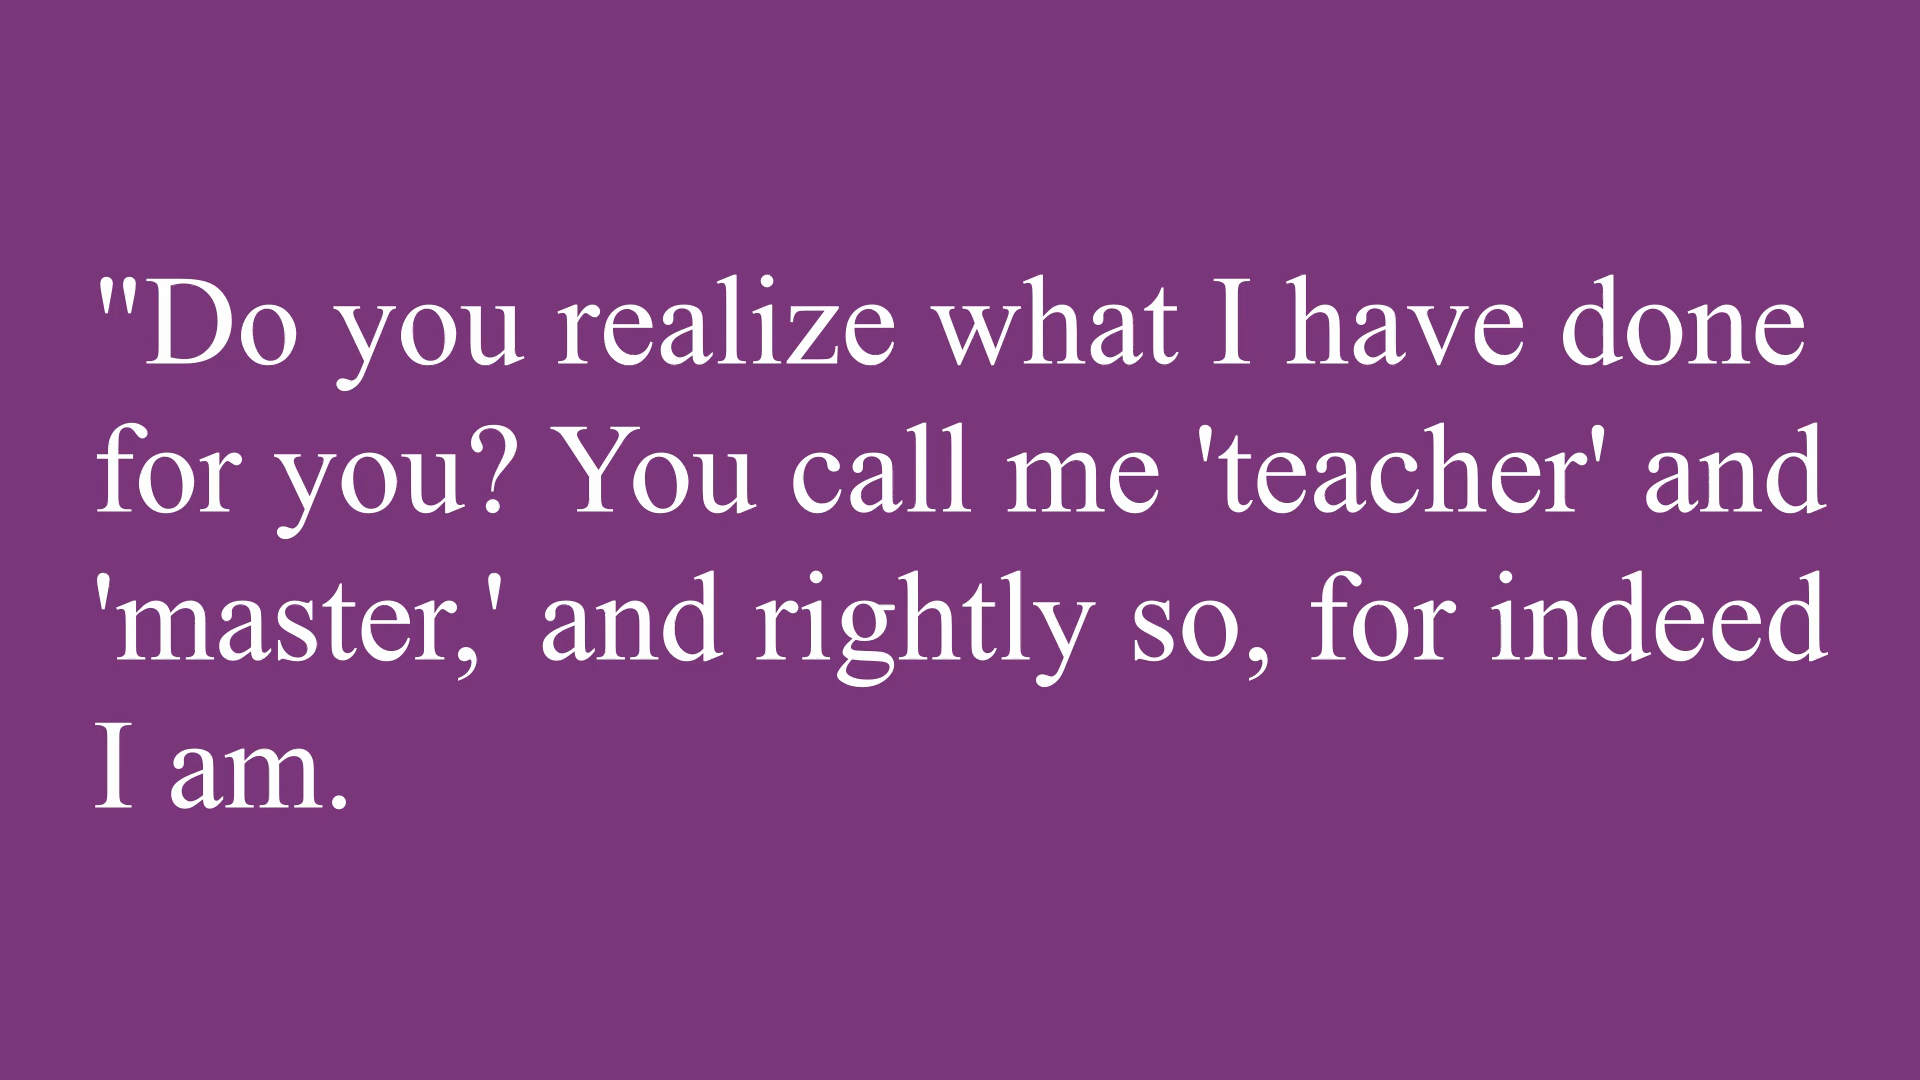 "Do you realize what I have done
for you? You call me 'teacher' and
'master,' and rightly so, for indeed
I am.